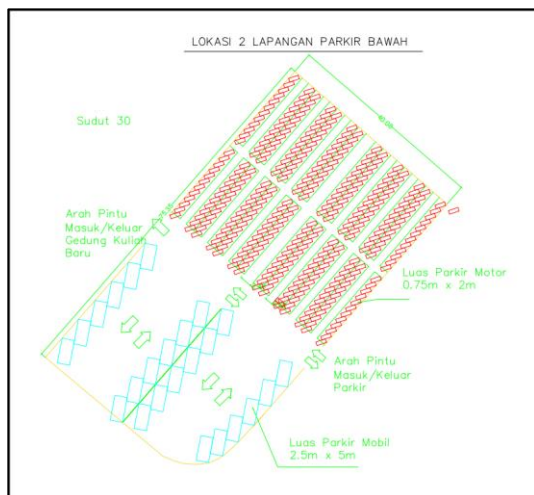 LOKASI 2 LAPANGAN PARKIR BAWAH
Sudut 30
Arah Pintu
Masuk/Keluar
Gedung Kuliah
Baru
Luas Parkir Motor
0.75m x 2m
Arah Pintu
Masuk/Keluar
Parkir
Luas Parkir Mobil
2.5m x 5m